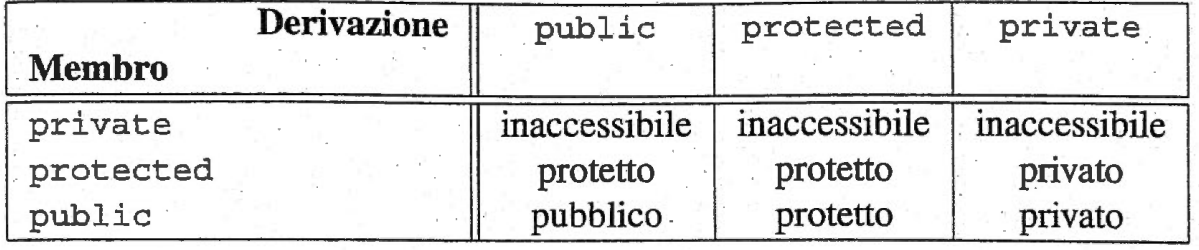 Derivazione public protected private
Membro
private inaccessibile inaccessibile inaccessibile
protected protetto protetto privato
public pubblico protetto privato